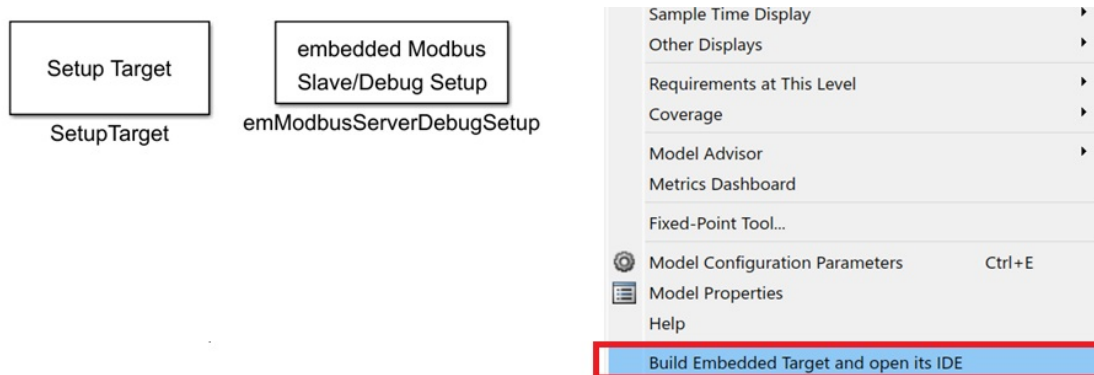 Setup Target
SetupTarget
embedded Modbus
Slave/Debug Setup
emModbusServerDebugSetup
Sample Time Display
Other Displays
Requirements at This Level
Coverage
Model Advisor
Metrics Dashboard
Fixed-Point Tool...
Model Configuration Parameters Ctrl+E
Model Properties
Help
Build Embedded Target and open its IDE